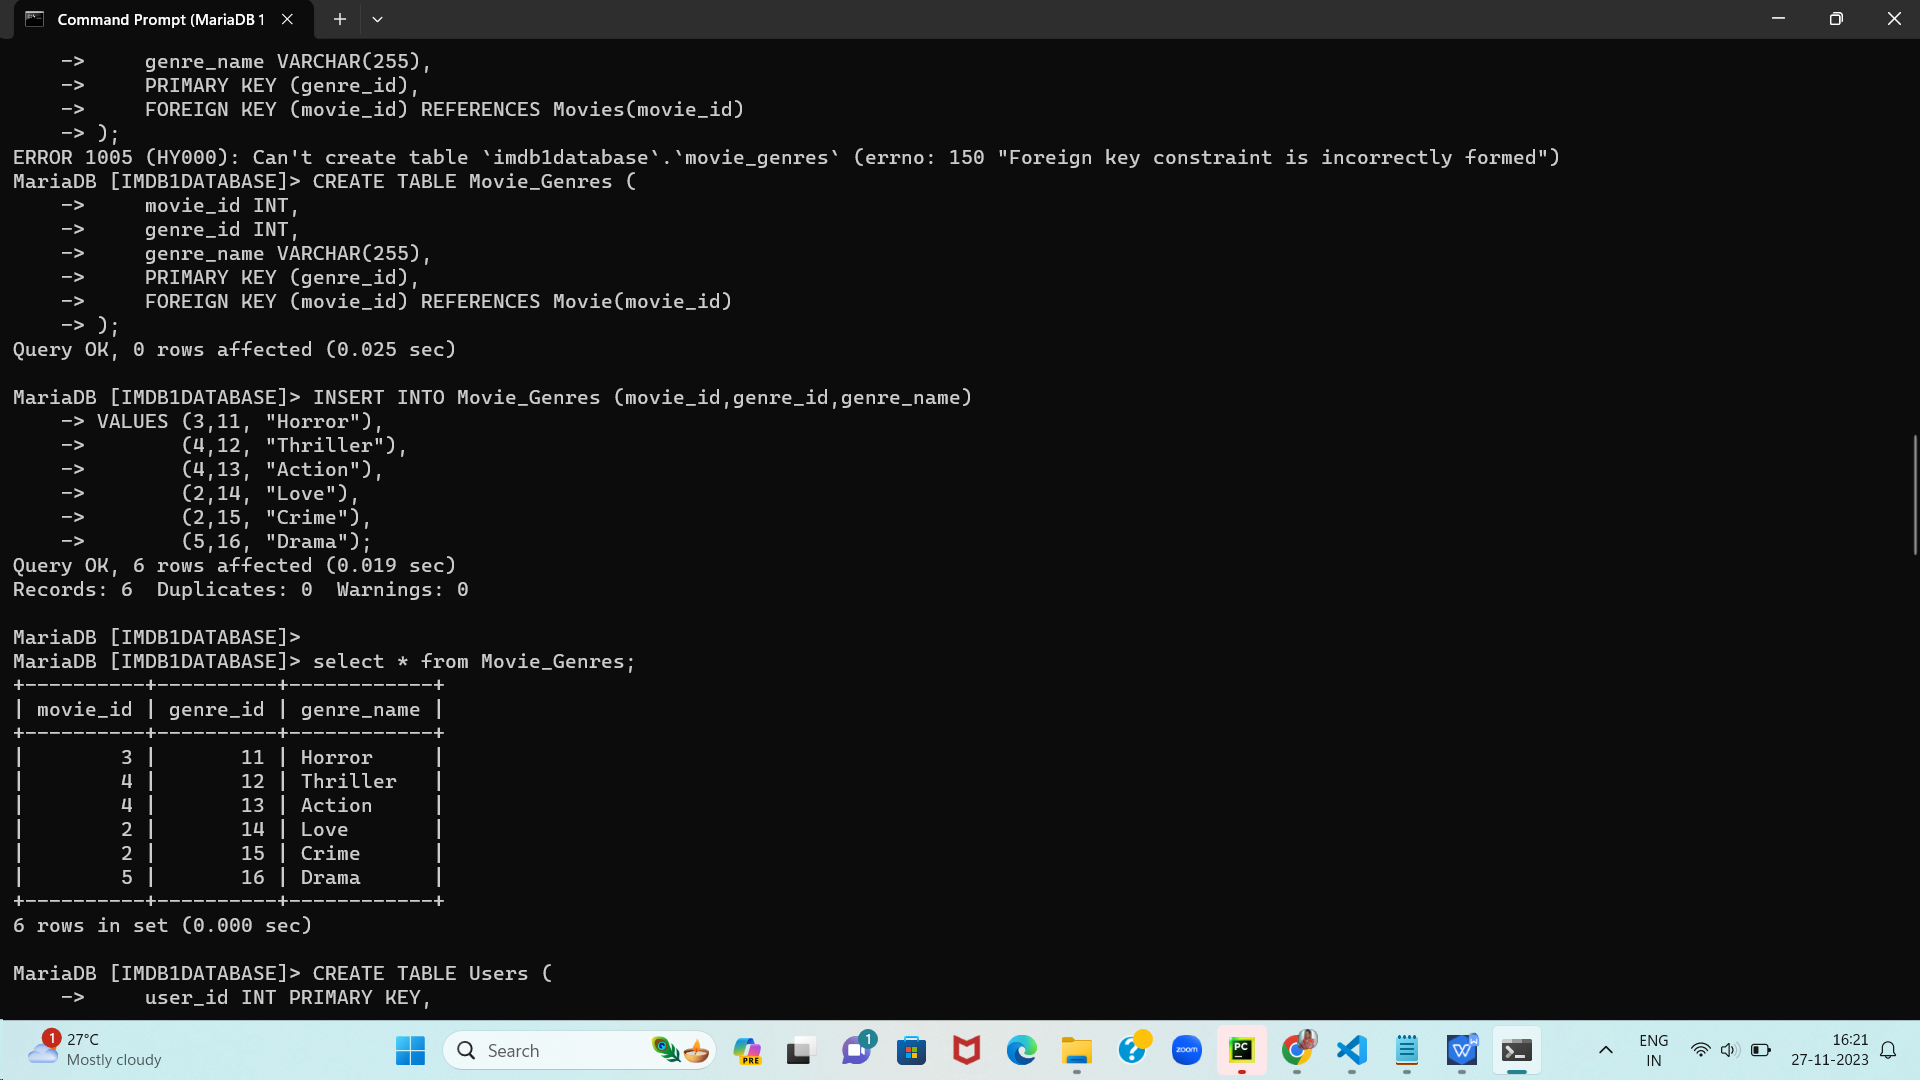 Command Prompt (MariaDB 1
->     genre_name VARCHAR(255),
->     PRIMARY KEY (genre_id),
->     FOREIGN KEY (movie_id) REFERENCES Movies(movie_id)
-> );
ERROR 1005 (HY000): Can't create table `imdb1database`.`movie_genres` (errno: 150 "Foreign key constraint is incorrectly formed")
MariaDB [IMDB1DATABASE]> CREATE TABLE Movie_Genres (
->     movie_id INT,
->     genre_id INT,
->     genre_name VARCHAR(255),
->     PRIMARY KEY (genre_id),
->     FOREIGN KEY (movie_id) REFERENCES Movie(movie_id)
-> );
Query OK, 0 rows affected (0.025 sec)
MariaDB [IMDB1DATABASE]> INSERT INTO Movie_Genres (movie_id,genre_id,genre_name)
-> VALUES (3,11, "Horror"),
->        (4,12, "Thriller"),
->        (4,13, "Action"),
->        (2,14, "Love"),
->        (2,15, "Crime"),
->        (5,16, "Drama");
Query OK, 6 rows affected (0.019 sec)
Records: 6  Duplicates: 0  Warnings: 0
MariaDB [IMDB1DATABASE]>
MariaDB [IMDB1DATABASE]> select * from Movie_Genres;
+----------+----------+------------+
| movie_id | genre_id | genre_name |
+----------+----------+------------+
|        3 |       11 | Horror     |
|        4 |       12 | Thriller   |
|        4 |       13 | Action     |
|        2 |       14 | Love       |
|        2 |       15 | Crime      |
|        5 |       16 | Drama      |
+----------+----------+------------+
6 rows in set (0.000 sec)
MariaDB [IMDB1DATABASE]> CREATE TABLE Users (
->     user_id INT PRIMARY KEY,
1
27°C
Mostly cloudy
Search
PRE
1
zoom
PC
W
ENG
IN
16:21
27-11-2023